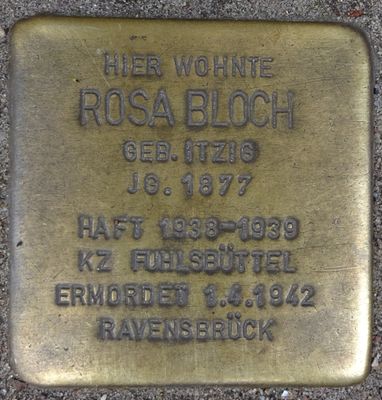 HIER WOHNTE
ROSA BLOCH
GEB. ITZIG
JG. 1877
HAFT 1938-1939
KZ FUHLSBÜTTEL
ERMORDET 1.4.1942
RAVENSBRÜCK